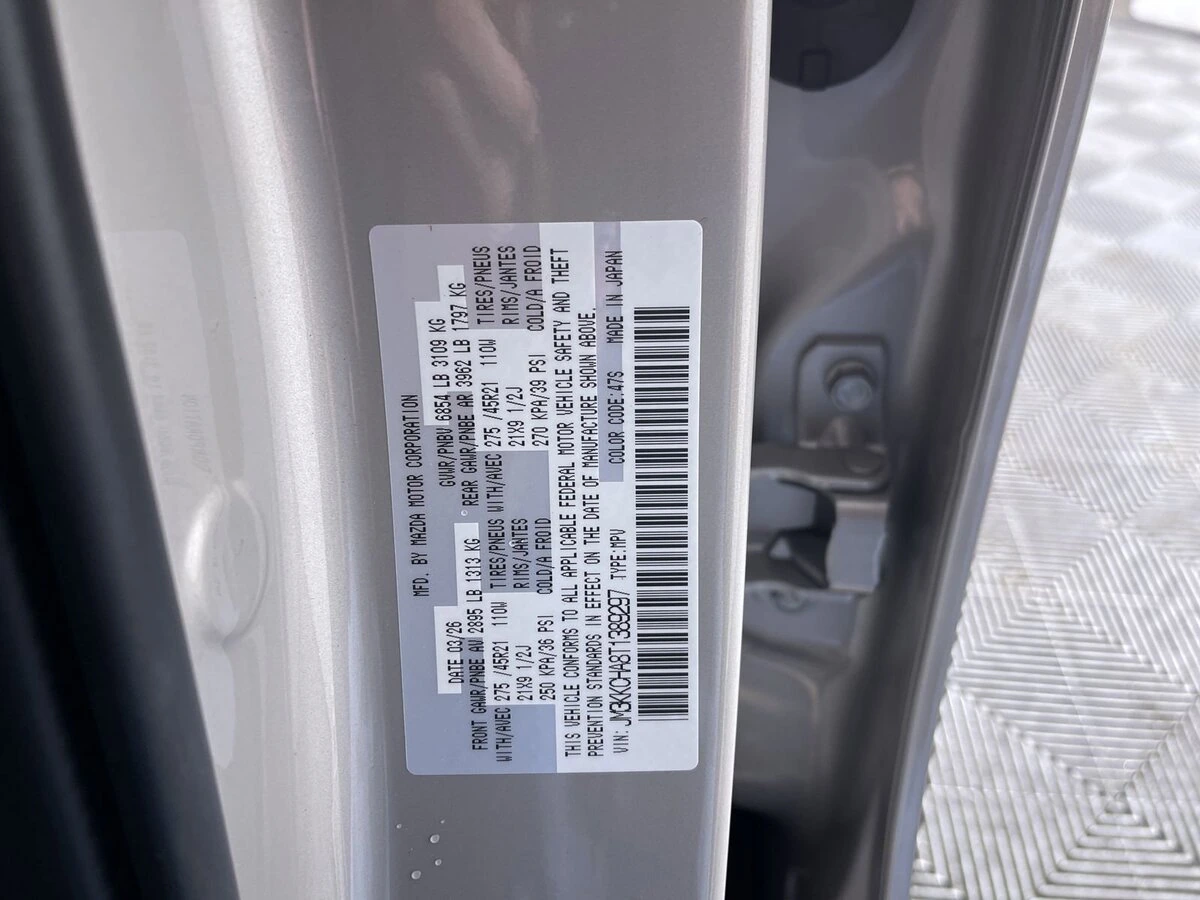 MFD. BY MAZDA MOTOR CORPORATION
DATE 03/26 GVWR/PNBV 6854 LB 3109 KG
FRONT GAWR/PNBE AV 2895 LB 1313 KG REAR GAWR/PNBE AR 3962 LB 1797 KG
WITH/AVEC 275 /45R21 110W TIRES/PNEUS WITH/AVEC 275 /45R21 110W TIRES/PNEUS
21X9 1/2J RIMS/JANTES 21X9 1/2J RIMS/JANTES
250 KPA/36 PSI COLD/A FROID 270 KPA/39 PSI COLD/A FROID
THIS VEHICLE CONFORMS TO ALL APPLICABLE FEDERAL MOTOR VEHICLE SAFETY AND THEFT
PREVENTION STANDARDS IN EFFECT ON THE DATE OF MANUFACTURE SHOWN ABOVE.
VIN: JM3KKCHA8T1389297 TYPE:MPV COLOR CODE:47S MADE IN JAPAN